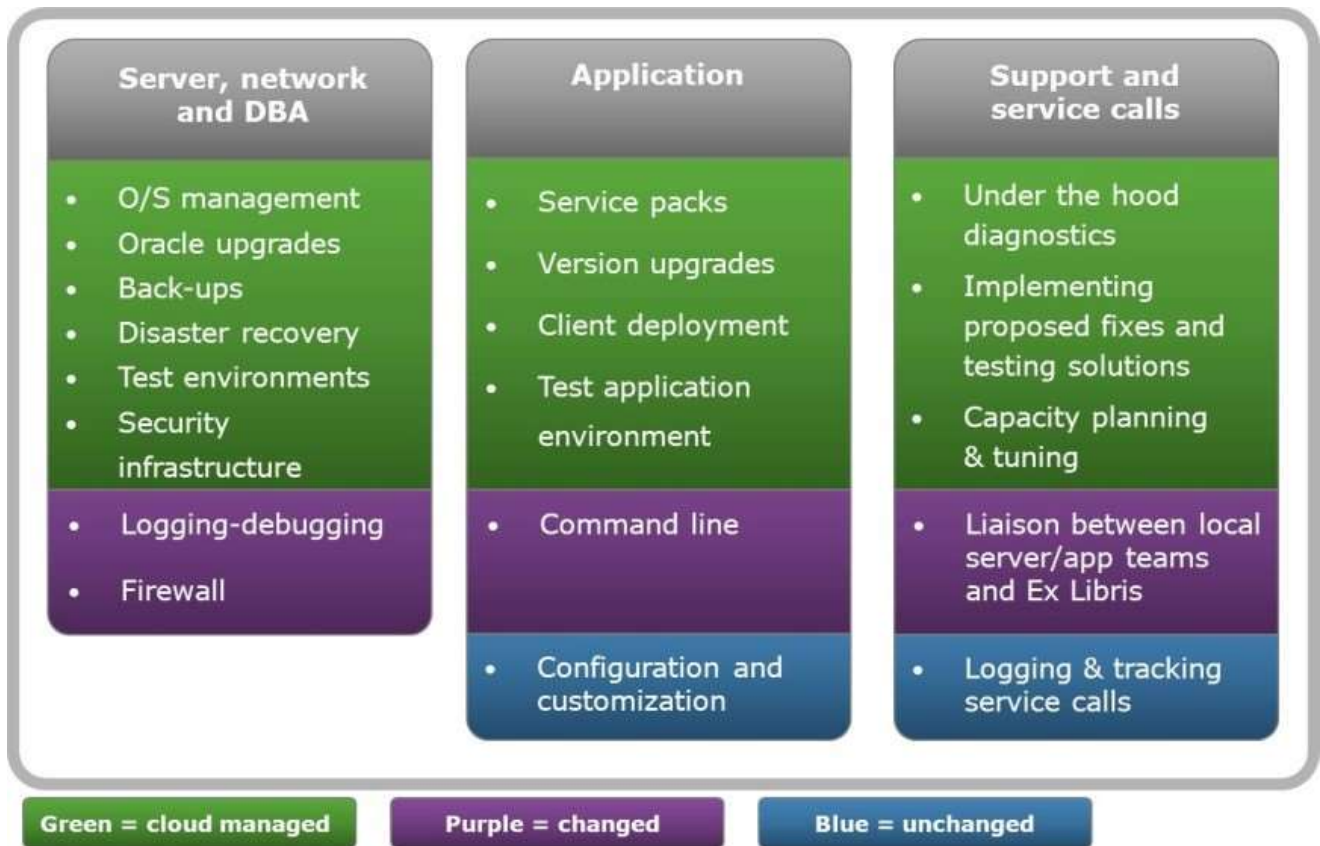 Server, network
and DBA
• O/S management
• Oracle upgrades
• Back-ups
• Disaster recovery
• Test environments
• Security
infrastructure
• Logging-debugging
• Firewall
Application
• Service packs
• Version upgrades
• Client deployment
• Test application
environment
• Command line
• Configuration and
customization
Support and
service calls
• Under the hood
diagnostics
• Implementing
proposed fixes and
testing solutions
• Capacity planning
& tuning
• Liaison between local
server/app teams
and Ex Libris
• Logging & tracking
service calls
Green = cloud managed
Purple = changed
Blue = unchanged